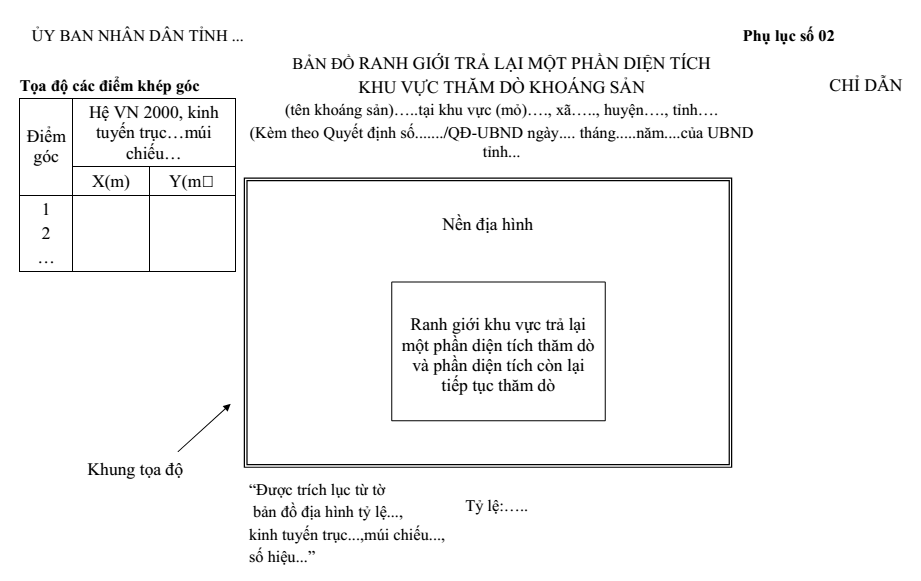 ỦY BAN NHÂN DÂN TỈNH ...
Phụ lục số 02
BẢN ĐỒ RANH GIỚI TRẢ LẠI MỘT PHẦN DIỆN TÍCH
KHU VỰC THĂM DÒ KHOÁNG SẢN
(tên khoáng sản)…..tại khu vực (mỏ)…., xã….., huyện…., tỉnh….
(Kèm theo Quyết định số......./QĐ-UBND ngày.... tháng.....năm....của UBND
tỉnh...
CHỈ DẪN
Tọa độ các điểm khép góc
Điểm
góc
Hệ VN 2000, kinh
tuyến trục…múi
chiếu…
X(m)
Y(m□
1
2
…
Nền địa hình
Ranh giới khu vực trả lại
một phần diện tích thăm dò
và phần diện tích còn lại
tiếp tục thăm dò
Khung tọa độ
“Được trích lục từ tờ
bản đồ địa hình tỷ lệ...,
kinh tuyến trục...,múi chiếu...,
số hiệu...”
Tỷ lệ:…..